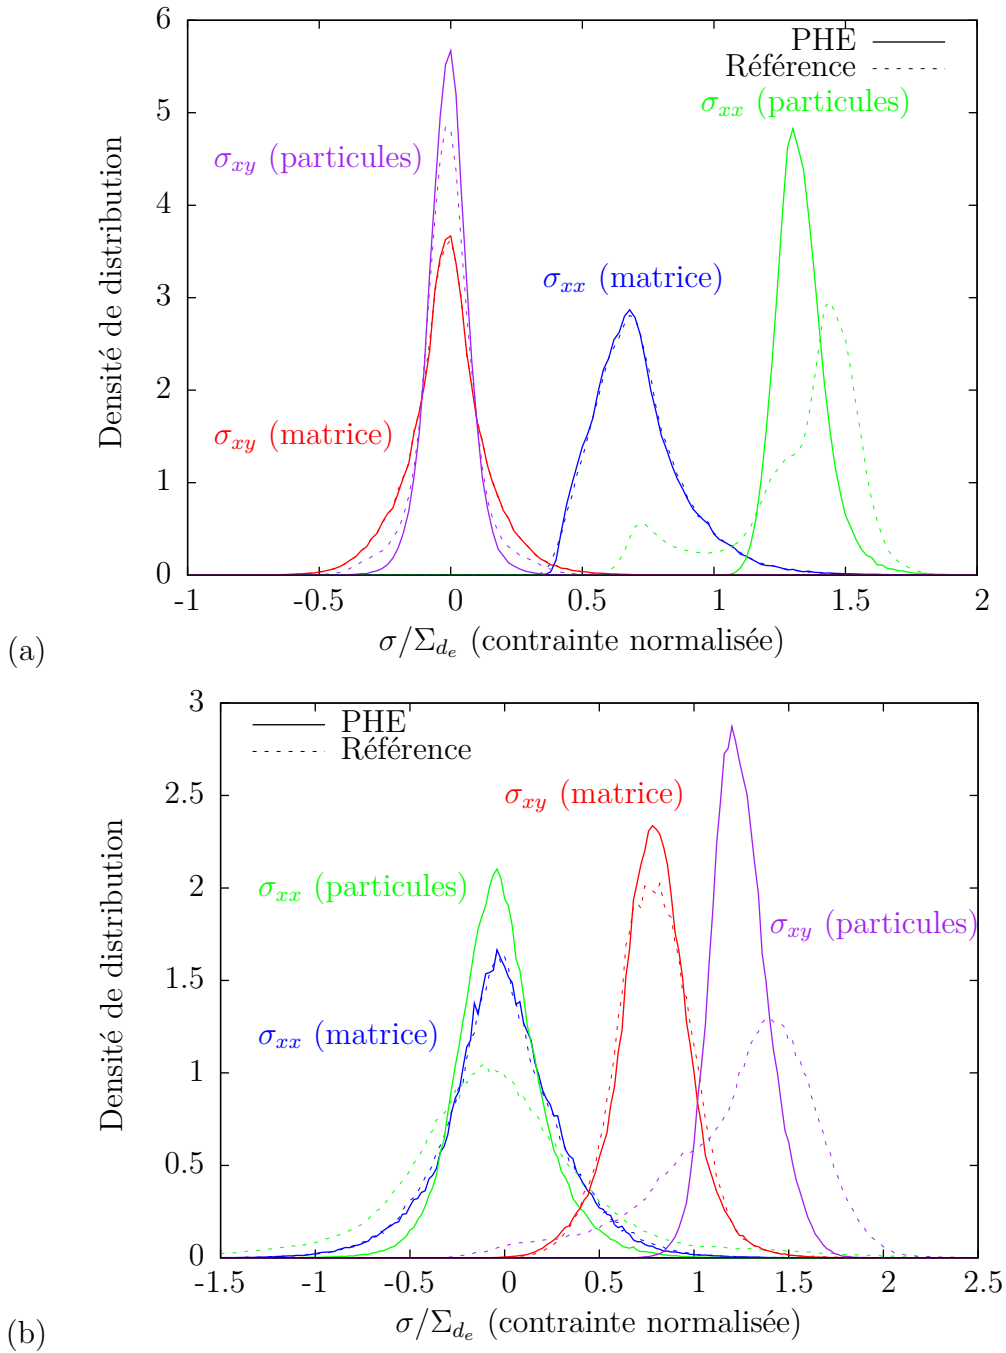 6
5
4
3
2
1
0
Densité de distribution
PHE
Référence
σxx (particules)
σxy (particules)
σxx (matrice)
σxy (matrice)
-1 -0.5 0 0.5 1 1.5 2
σ/Σde (contrainte normalisée)
(a)
3
2.5
2
1.5
1
0.5
0
Densité de distribution
PHE
Référence
σxy (matrice)
σxx (particules)
σxy (particules)
σxx (matrice)
-1.5 -1 -0.5 0 0.5 1 1.5 2 2.5
σ/Σde (contrainte normalisée)
(b)